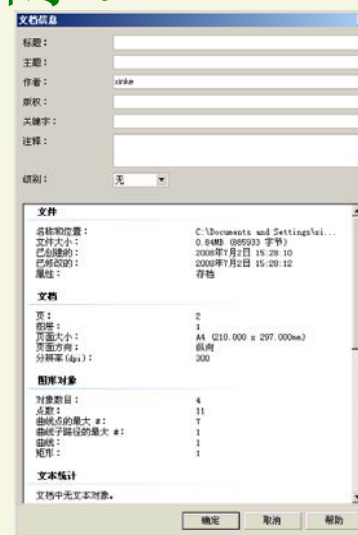 文档信息
标题：
主题：
作者： xinke
版权：
关键字：
注释：
级别： 无
文件
名称和位置： C:\Documents and Settings\xi...
文件大小： 0.84MB (885933 字节)
已创建的： 2008年7月2日 15:28:10
已修改的： 2008年7月2日 15:28:12
属性： 存档
文档
页： 2
图层： 1
页面大小： A4 (210.000 x 297.000mm)
页面方向： 纵向
分辨率(dpi)： 300
图形对象
对象数目： 4
点数： 11
曲线点的最大 #： 7
曲线子路径的最大 #： 1
曲线： 1
矩形： 1
文本统计
文档中无文本对象。
确定 取消 帮助